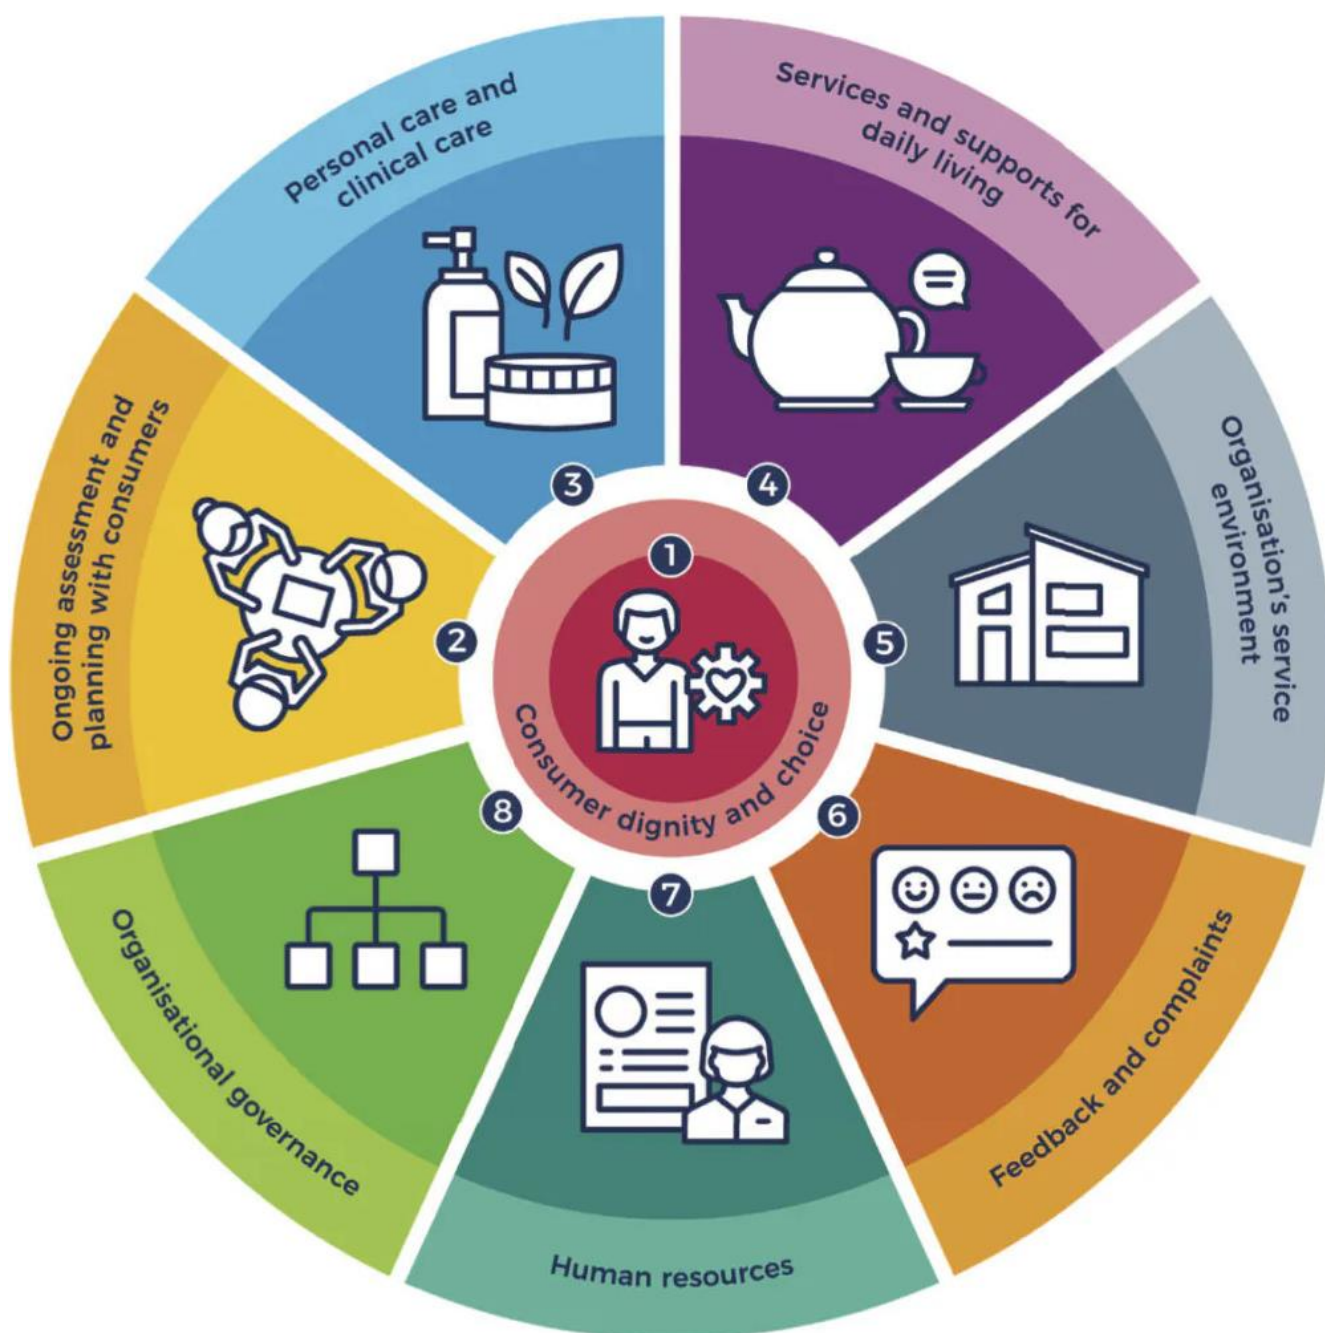 1
Consumer dignity and choice
2
Ongoing assessment and
planning with consumers
3
Personal care and
clinical care
4
Services and supports for
daily living
5
Organisation's service
environment
6
Feedback and complaints
7
Human resources
8
Organisational governance